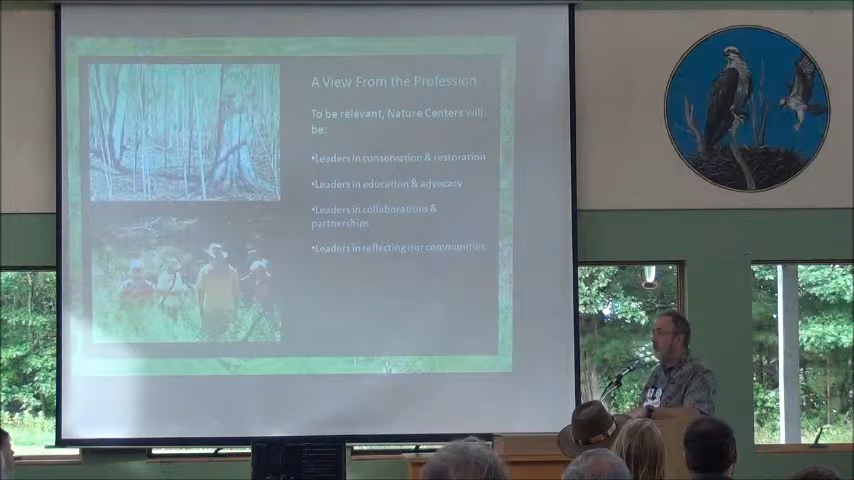 A View From the Profession
To be relevant, Nature Centers will
be:
•Leaders in conservation & restoration
•Leaders in education & advocacy
•Leaders in collaborations &
partnerships
•Leaders in reflecting our communities